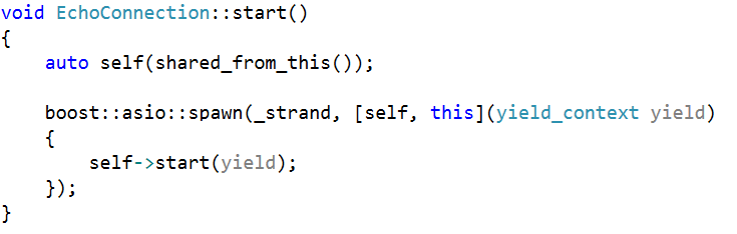 void EchoConnection::start()
{
    auto self(shared_from_this());

    boost::asio::spawn(_strand, [self, this](yield_context yield)
    {
        self->start(yield);
    });
}